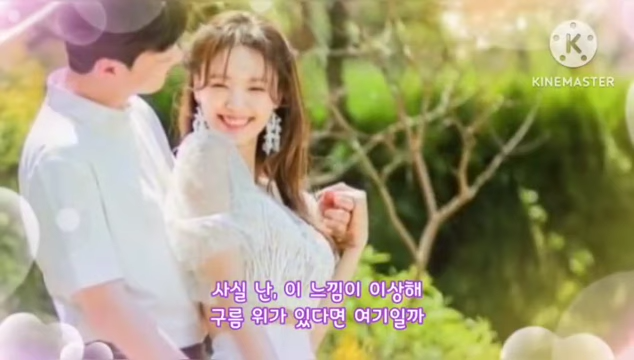 KINEMASTER
사실 난, 이 느낌이 이상해
구름 위가 있다면 여기일까